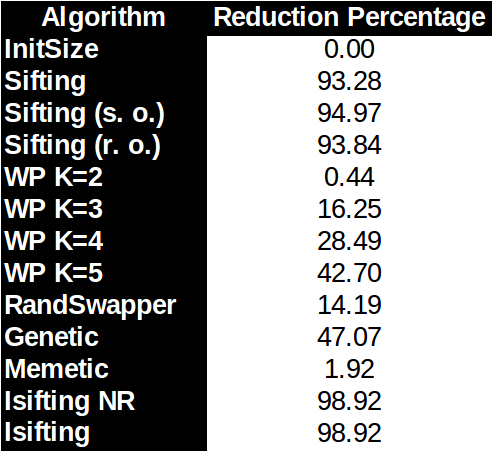 Algorithm Reduction Percentage
InitSize 0.00
Sifting 93.28
Sifting (s. o.) 94.97
Sifting (r. o.) 93.84
WP K=2 0.44
WP K=3 16.25
WP K=4 28.49
WP K=5 42.70
RandSwapper 14.19
Genetic 47.07
Memetic 1.92
Isifting NR 98.92
Isifting 98.92